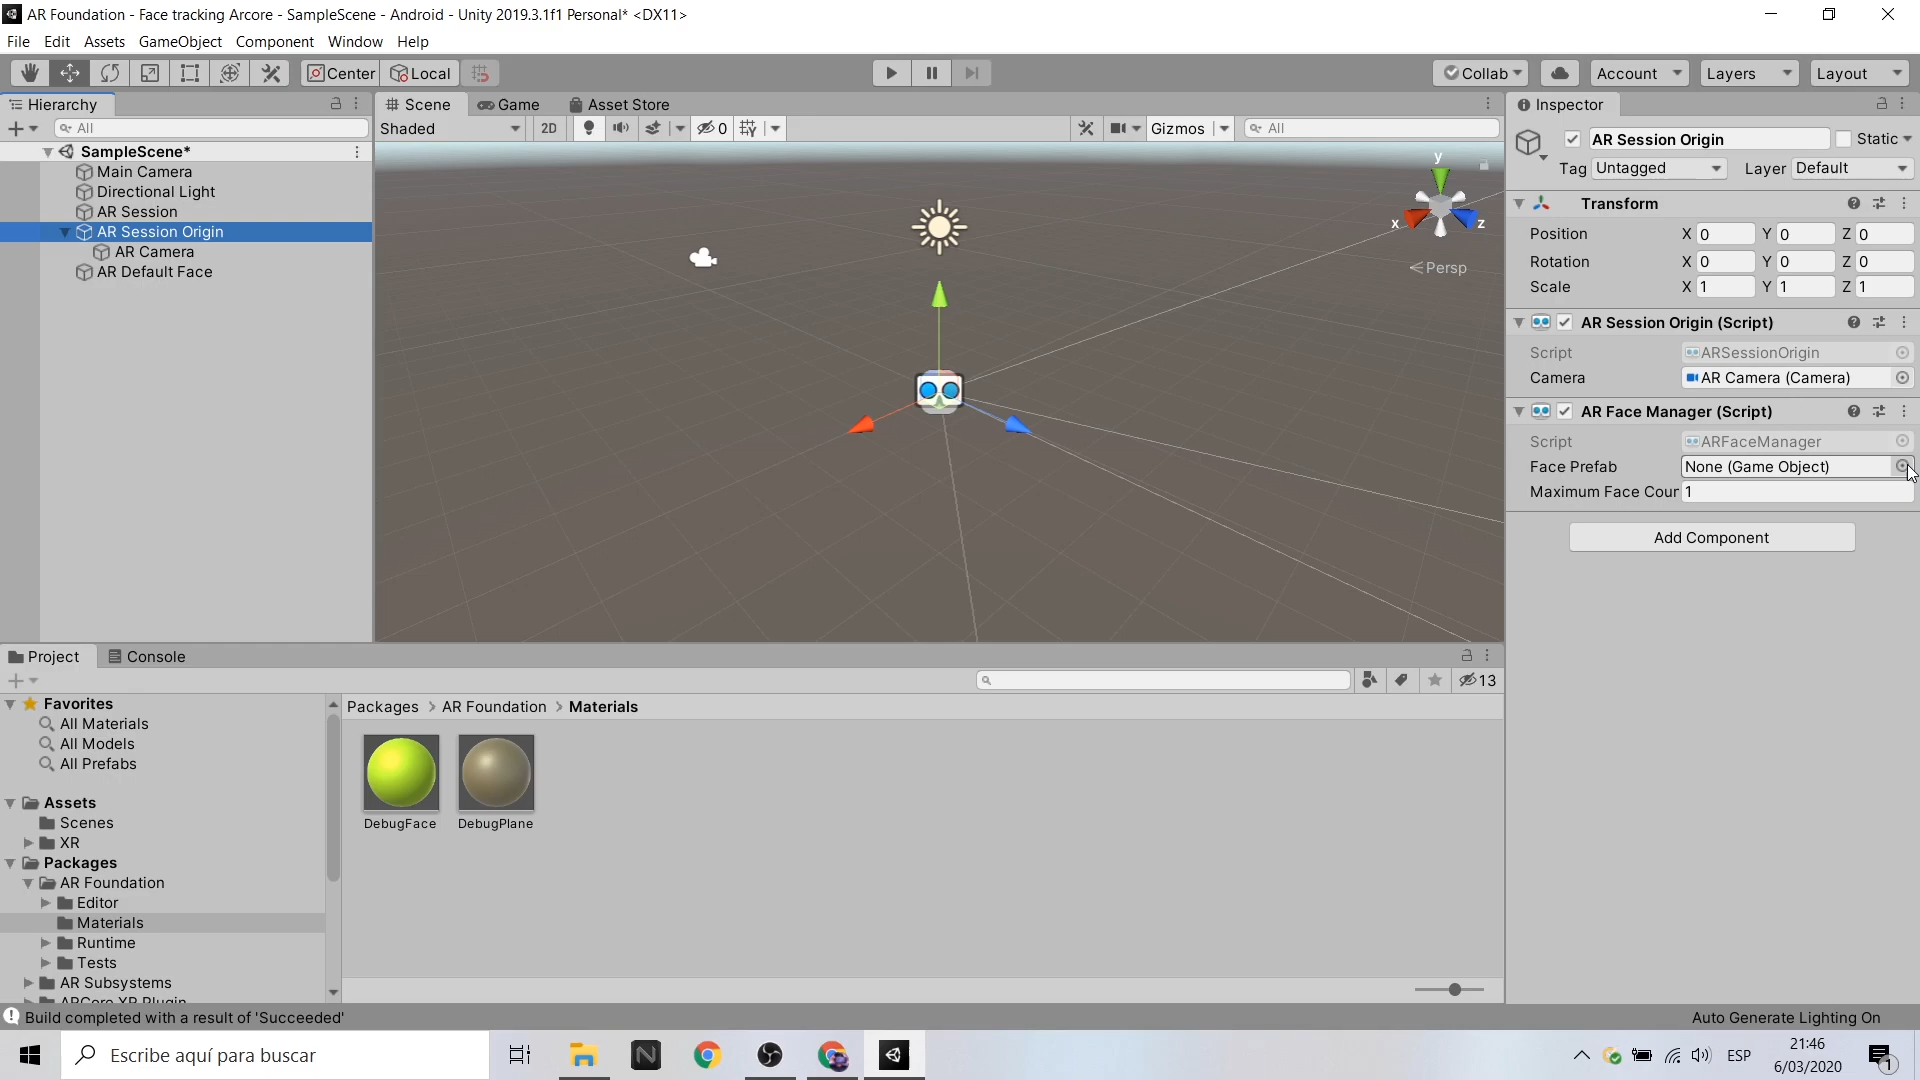 AR Foundation - Face tracking Arcore - SampleScene - Android - Unity 2019.3.1f1 Personal* <DX11>
File Edit Assets GameObject Component Window Help
Center Local Collab Account Layers Layout
Hierarchy
All
SampleScene*
Main Camera
Directional Light
AR Session
AR Session Origin
AR Camera
AR Default Face
Scene Game Asset Store
Shaded 2D 0 Gizmos All
y
x z
Persp
Inspector
AR Session Origin Static
Tag Untagged Layer Default
Transform
Position X 0 Y 0 Z 0
Rotation X 0 Y 0 Z 0
Scale X 1 Y 1 Z 1
AR Session Origin (Script)
Script ARSessionOrigin
Camera AR Camera (Camera)
AR Face Manager (Script)
Script ARFaceManager
Face Prefab None (Game Object)
Maximum Face Cour 1
Add Component
Project Console
13
Favorites
All Materials
All Models
All Prefabs
Assets
Scenes
XR
Packages
AR Foundation
Editor
Materials
Runtime
Tests
AR Subsystems
ARCore XR Plugin
Packages > AR Foundation > Materials
DebugFace DebugPlane
Build completed with a result of 'Succeeded'
Auto Generate Lighting On
Escribe aquí para buscar
ESP
21:46
6/03/2020
1